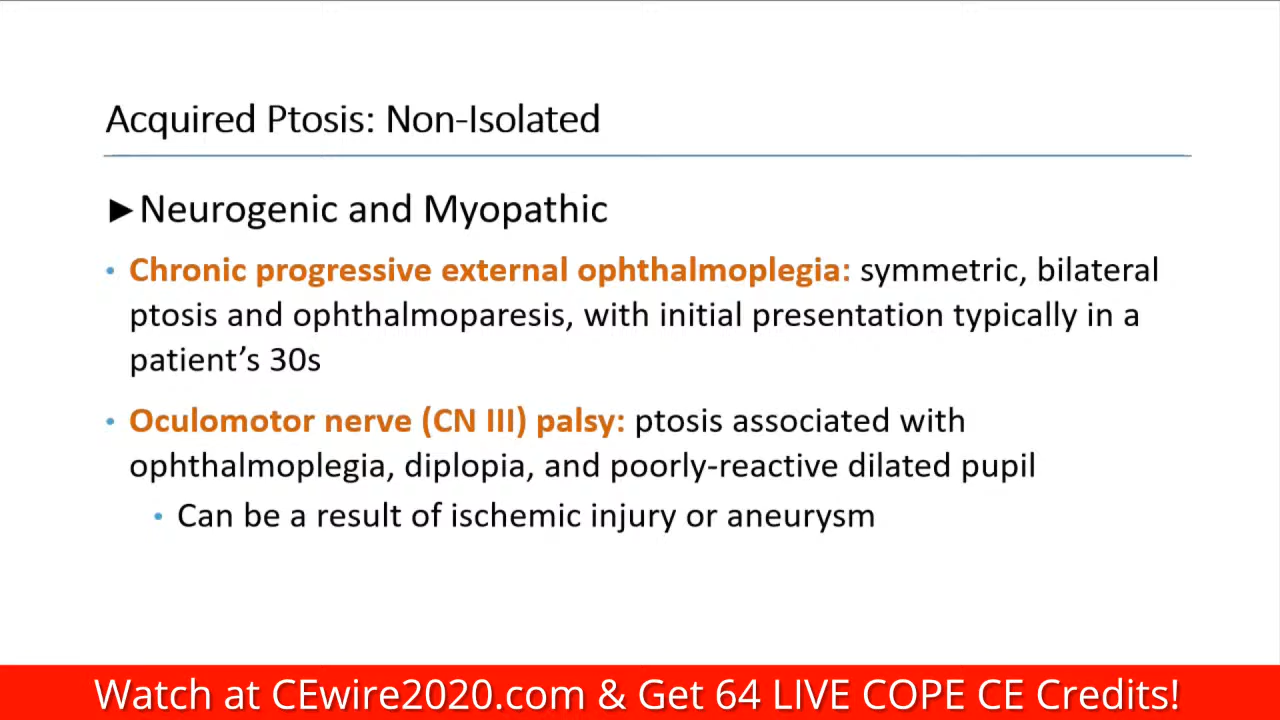 Acquired Ptosis: Non-Isolated
►Neurogenic and Myopathic
• Chronic progressive external ophthalmoplegia: symmetric, bilateral
ptosis and ophthalmoparesis, with initial presentation typically in a
patient’s 30s
• Oculomotor nerve (CN III) palsy: ptosis associated with
ophthalmoplegia, diplopia, and poorly-reactive dilated pupil
• Can be a result of ischemic injury or aneurysm
Watch at CEwire2020.com & Get 64 LIVE COPE CE Credits!